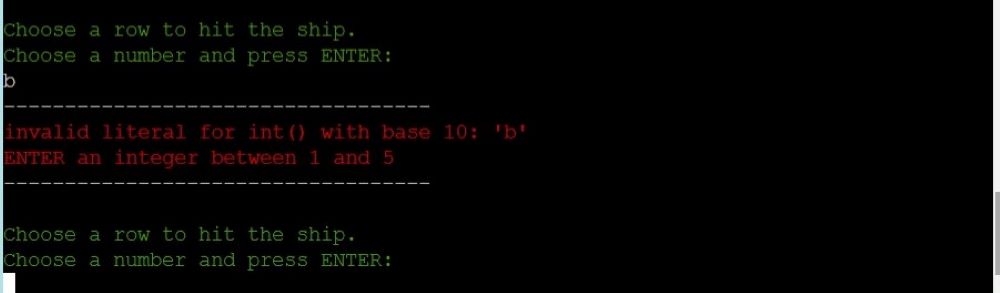 Choose a row to hit the ship.
Choose a number and press ENTER:
b
-----------------------------------
invalid literal for int() with base 10: 'b'
ENTER an integer between 1 and 5
-----------------------------------
Choose a row to hit the ship.
Choose a number and press ENTER: